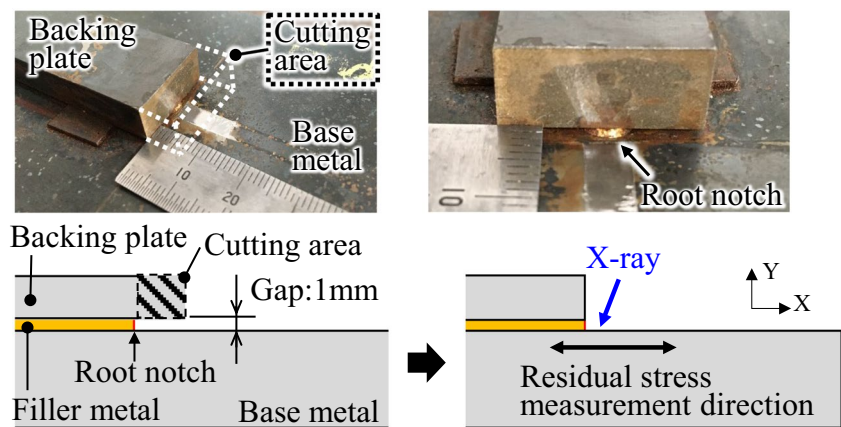 Backing
plate
Cutting
area
Base
metal
10
20
10
Root notch
Backing plate
Cutting area
Gap:1mm
Root notch
Filler metal
Base metal
X-ray
Y
X
Residual stress
measurement direction